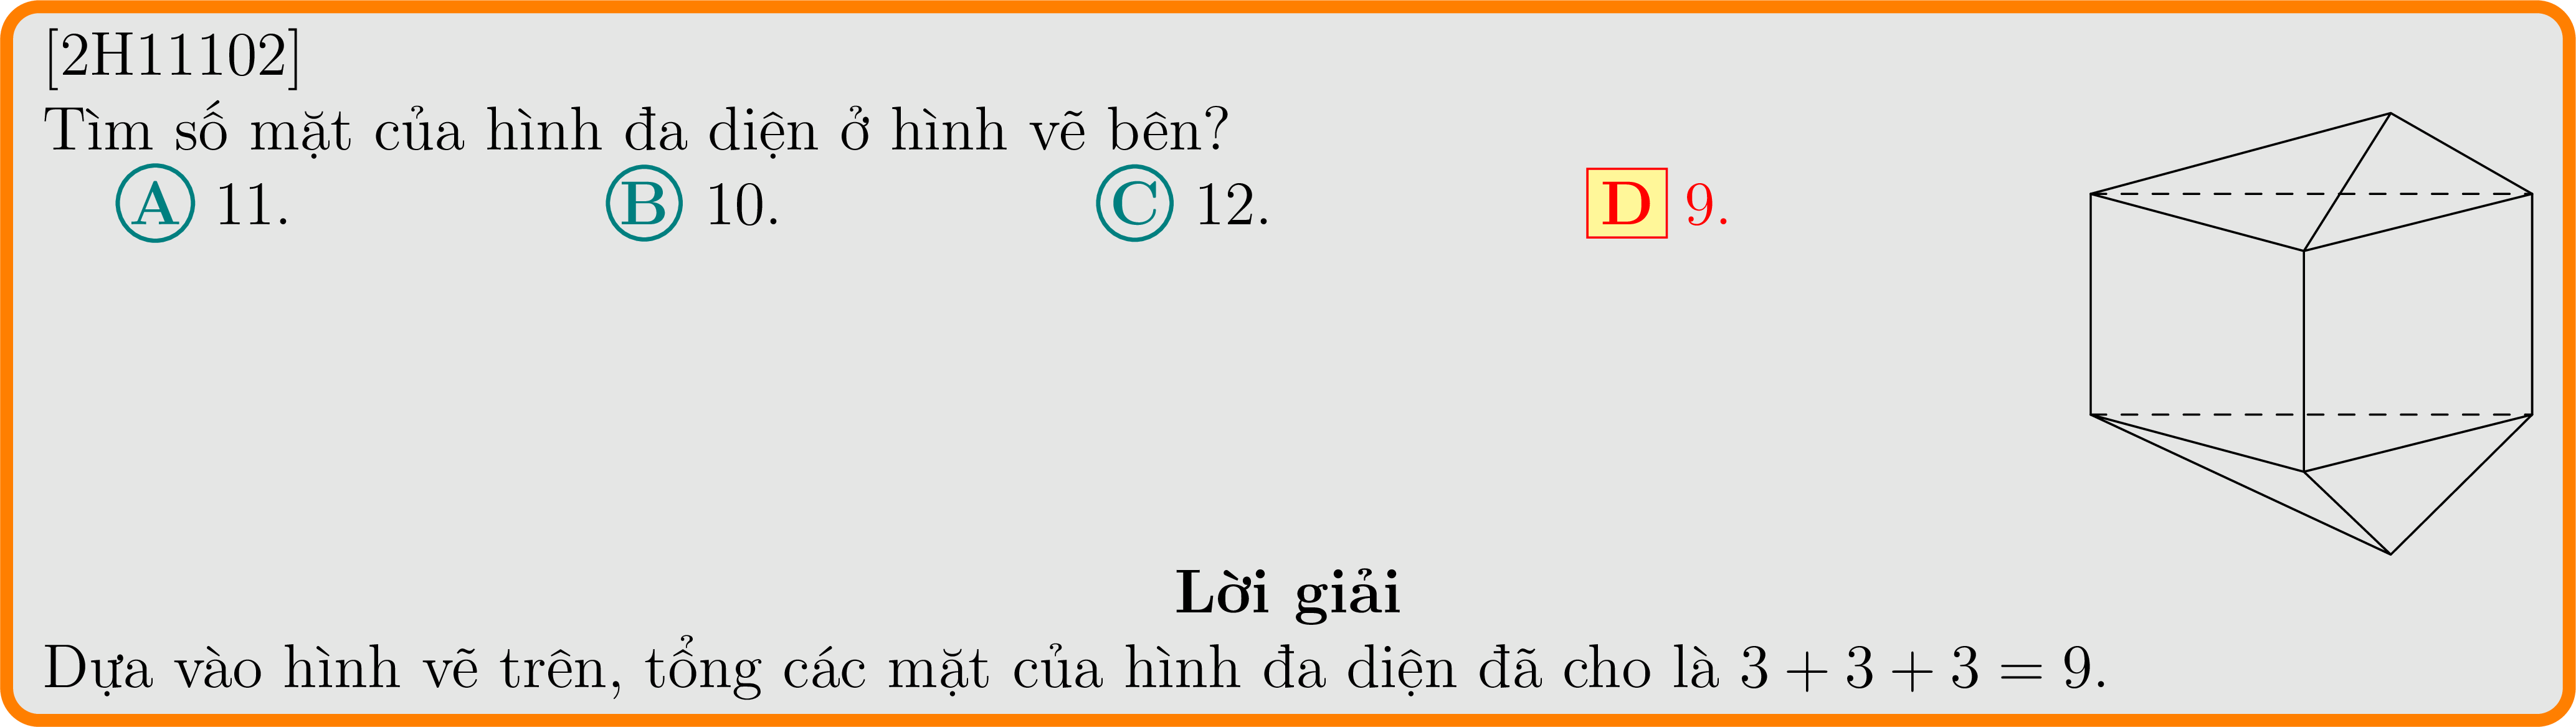 [2H11102]
Tìm số mặt của hình đa diện ở hình vẽ bên?
A 11. B 10. C 12. D 9.
Lời giải
Dựa vào hình vẽ trên, tổng các mặt của hình đa diện đã cho là 3 + 3 + 3 = 9.